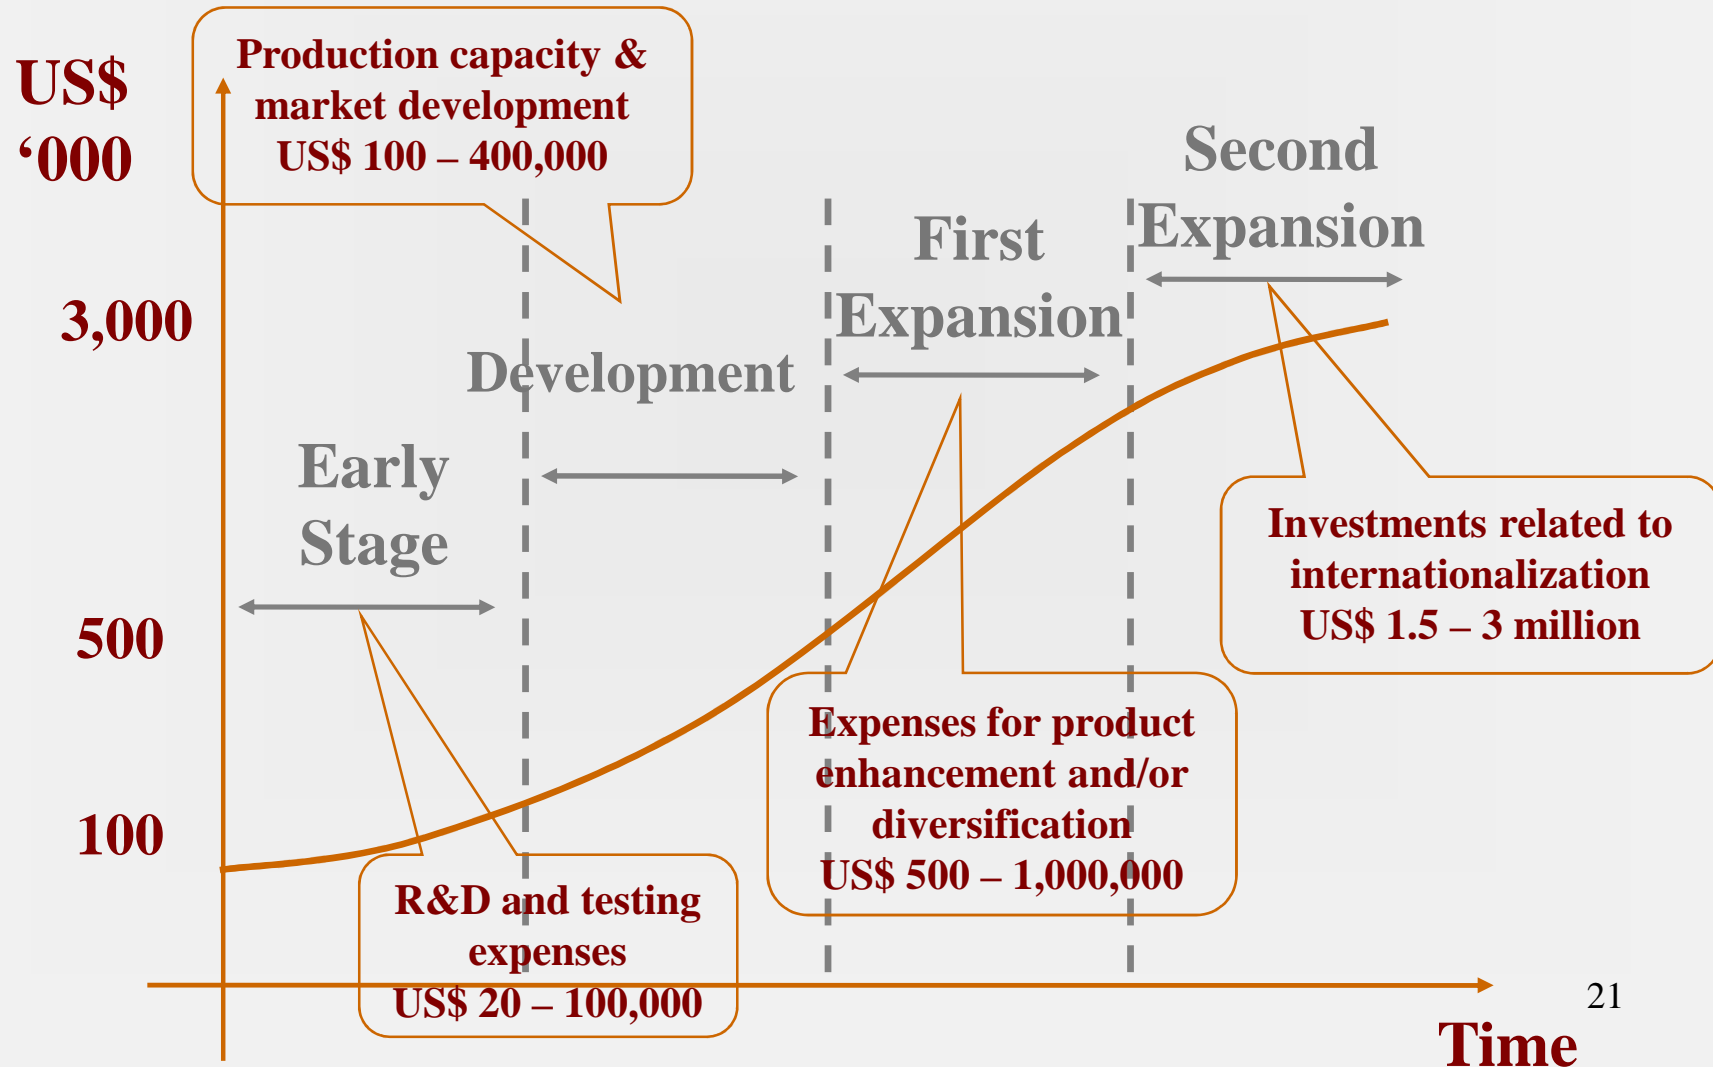 US$
‘000
Production capacity &
market development
US$ 100 – 400,000
Second
Expansion
First
Expansion
3,000
Development
Early
Stage
Investments related to
internationalization
US$ 1.5 – 3 million
500
Expenses for product
enhancement and/or
diversification
US$ 500 – 1,000,000
100
R&D and testing
expenses
US$ 20 – 100,000
21
Time